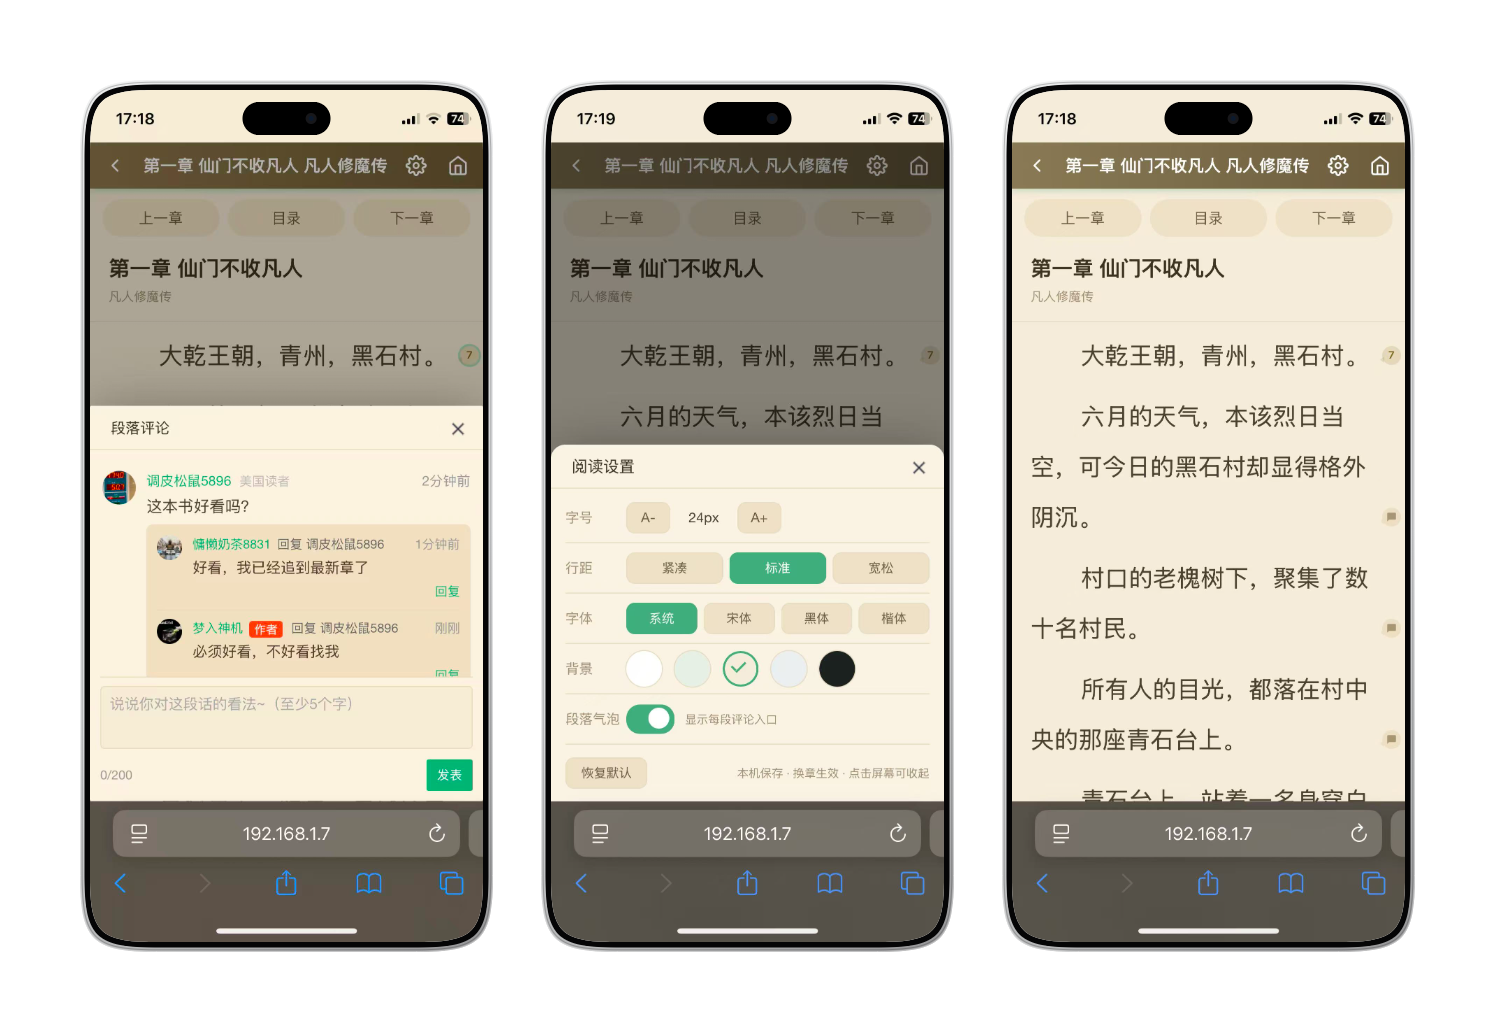 17:18
74
第一章 仙门不收凡人 凡人修魔传
上一章
目录
下一章
第一章 仙门不收凡人
凡人修魔传
大乾王朝，青州，黑石村。
7
段落评论
调皮松鼠5896 美国读者
2分钟前
这本书好看吗?
慵懒奶茶8831 回复 调皮松鼠5896
1分钟前
好看，我已经追到最新章了
回复
梦入神机 作者 回复 调皮松鼠5896
刚刚
必须好看，不好看找我
回复
说说你对这段话的看法~（至少5个字）
0/200
发表
192.168.1.7
17:19
74
第一章 仙门不收凡人 凡人修魔传
上一章
目录
下一章
第一章 仙门不收凡人
凡人修魔传
大乾王朝，青州，黑石村。
7
六月的天气，本该烈日当
阅读设置
字号
A-
24px
A+
行距
紧凑
标准
宽松
字体
系统
宋体
黑体
楷体
背景
段落气泡
显示每段评论入口
恢复默认
本机保存 · 换章生效 · 点击屏幕可收起
192.168.1.7
17:18
74
第一章 仙门不收凡人 凡人修魔传
上一章
目录
下一章
第一章 仙门不收凡人
凡人修魔传
大乾王朝，青州，黑石村。
7
六月的天气，本该烈日当
空，可今日的黑石村却显得格外
阴沉。
村口的老槐树下，聚集了数
十名村民。
所有人的目光，都落在村中
央的那座青石台上。
青石台上，站着一名身穿白
192.168.1.7